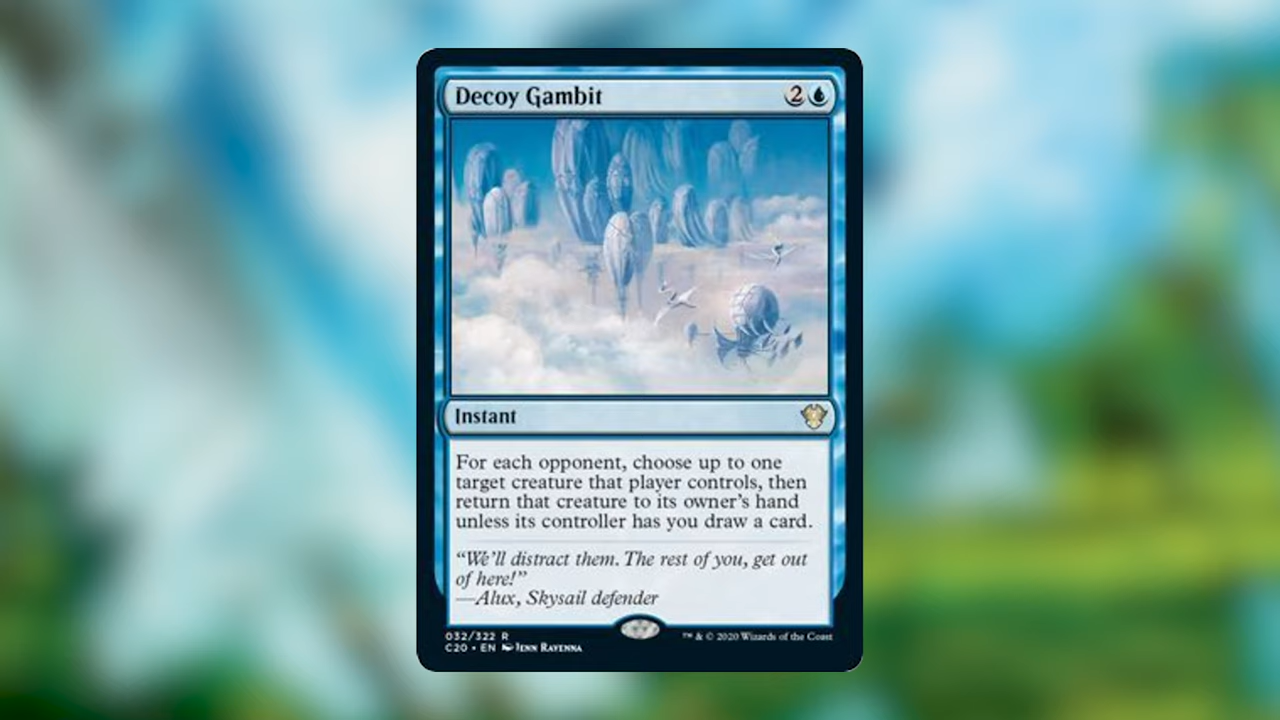 Decoy Gambit 2
Instant
For each opponent, choose up to one
target creature that player controls, then
return that creature to its owner's hand
unless its controller has you draw a card.
“We'll distract them. The rest of you, get out
of here!”
—Alux, Skysail defender
032/322 R
C20 • EN Jenn Ravenna
™ & © 2020 Wizards of the Coast